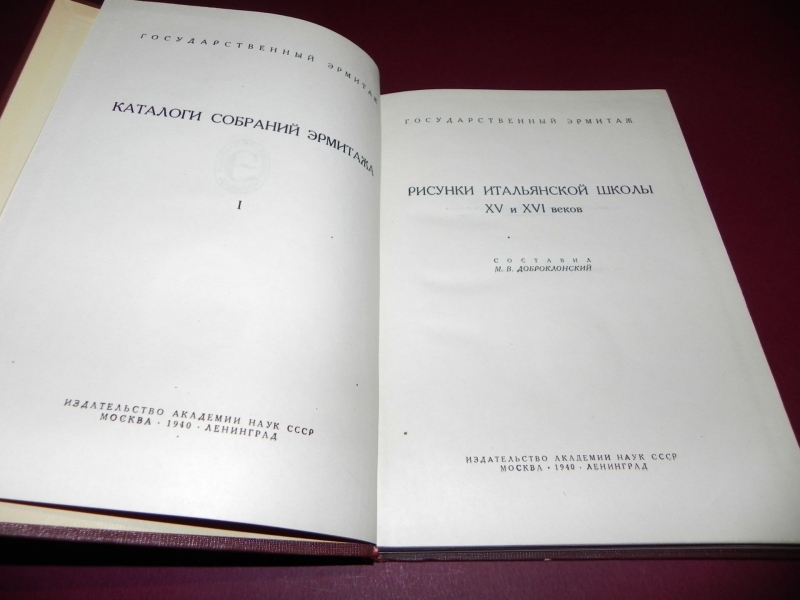 ГОСУДАРСТВЕННЫЙ ЭРМИТАЖ
КАТАЛОГИ СОБРАНИЙ ЭРМИТАЖА
I
ИЗДАТЕЛЬСТВО АКАДЕМИИ НАУК СССР
МОСКВА · 1940 · ЛЕНИНГРАД
ГОСУДАРСТВЕННЫЙ ЭРМИТАЖ
РИСУНКИ ИТАЛЬЯНСКОЙ ШКОЛЫ
XV и XVI веков
СОСТАВИЛ
М. В. ДОБРОКЛОНСКИЙ
ИЗДАТЕЛЬСТВО АКАДЕМИИ НАУК СССР
МОСКВА · 1940 · ЛЕНИНГРАД